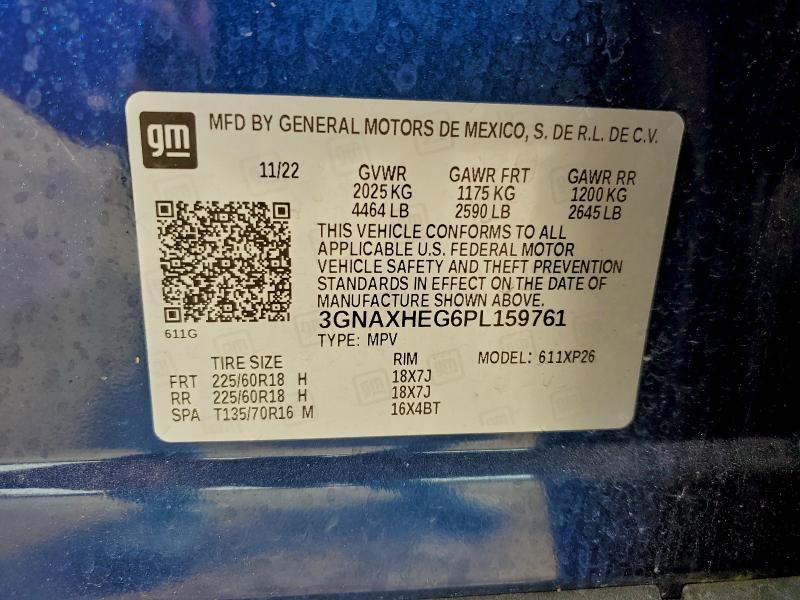 gm MFD BY GENERAL MOTORS DE MEXICO, S. DE R.L. DE C.V.
11/22 GVWR GAWR FRT GAWR RR
2025 KG 1175 KG 1200 KG
4464 LB 2590 LB 2645 LB
THIS VEHICLE CONFORMS TO ALL
APPLICABLE U.S. FEDERAL MOTOR
VEHICLE SAFETY AND THEFT PREVENTION
STANDARDS IN EFFECT ON THE DATE OF
MANUFACTURE SHOWN ABOVE.
3GNAXHEG6PL159761
611G
TYPE: MPV
TIRE SIZE RIM MODEL: 611XP26
FRT 225/60R18 H 18X7J
RR 225/60R18 H 18X7J
SPA T135/70R16 M 16X4BT